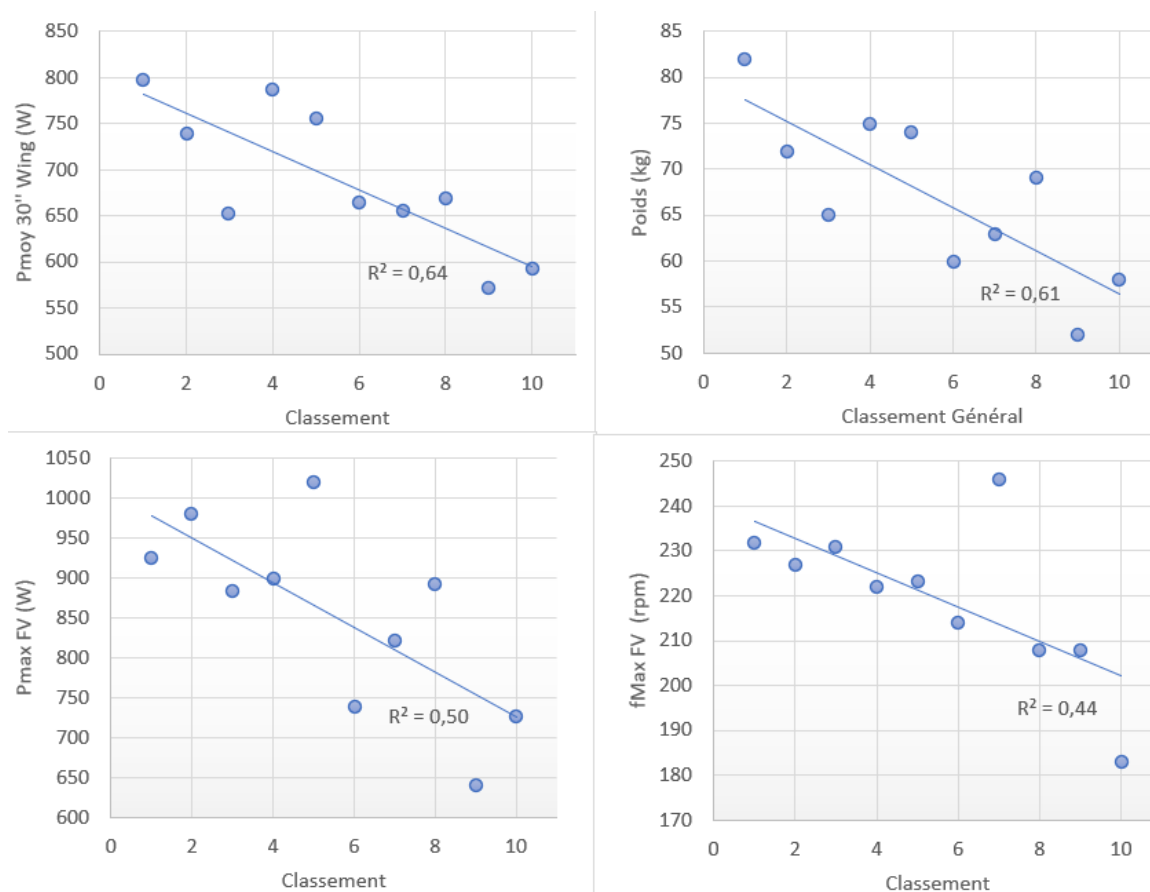 850
800
750
700
650
600
550
500
Pmoy 30'' Wing (W)
R² = 0,64
0 2 4 6 8 10
Classement
85
80
75
70
65
60
55
50
Poids (kg)
R² = 0,61
0 2 4 6 8 10
Classement Général
1050
1000
950
900
850
800
750
700
650
600
Pmax FV (W)
R² = 0,50
0 2 4 6 8 10
Classement
250
240
230
220
210
200
190
180
170
fMax FV (rpm)
R² = 0,44
0 2 4 6 8 10
Classement